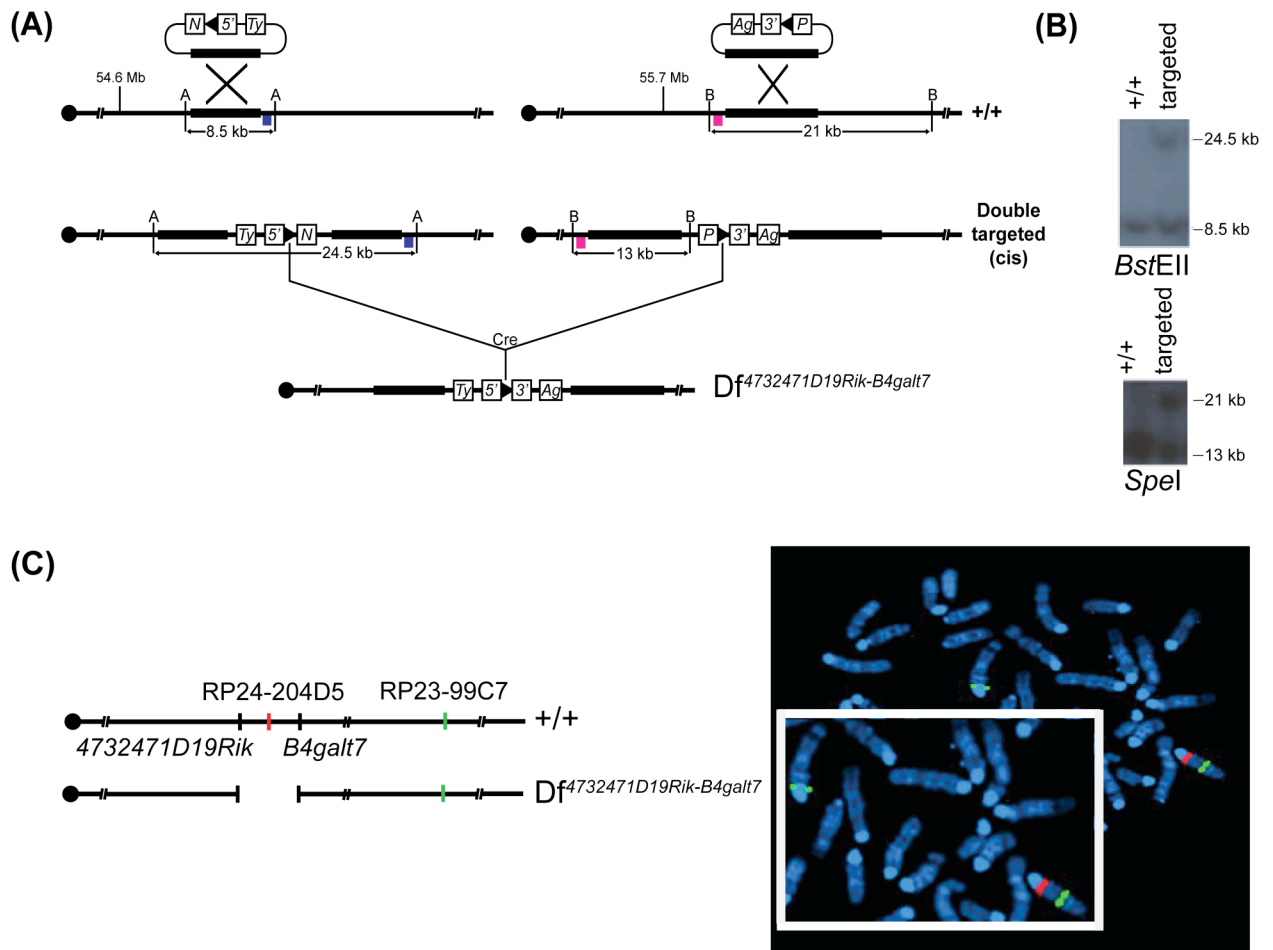 (A)
N 5' Ty
Ag 3' P
(B)
54.6 Mb
A A
8.5 kb
55.7 Mb
B B
21 kb
+/+
+/+
targeted
–24.5 kb
–8.5 kb
BstEII
A A
Ty 5' N
24.5 kb
B B
P 3' Ag
13 kb
Double
targeted
(cis)
+/+
targeted
–21 kb
–13 kb
SpeI
Cre
Ty 5' 3' Ag
Df4732471D19Rik-B4galt7
(C)
RP24-204D5 RP23-99C7
+/+
4732471D19Rik B4galt7
Df4732471D19Rik-B4galt7